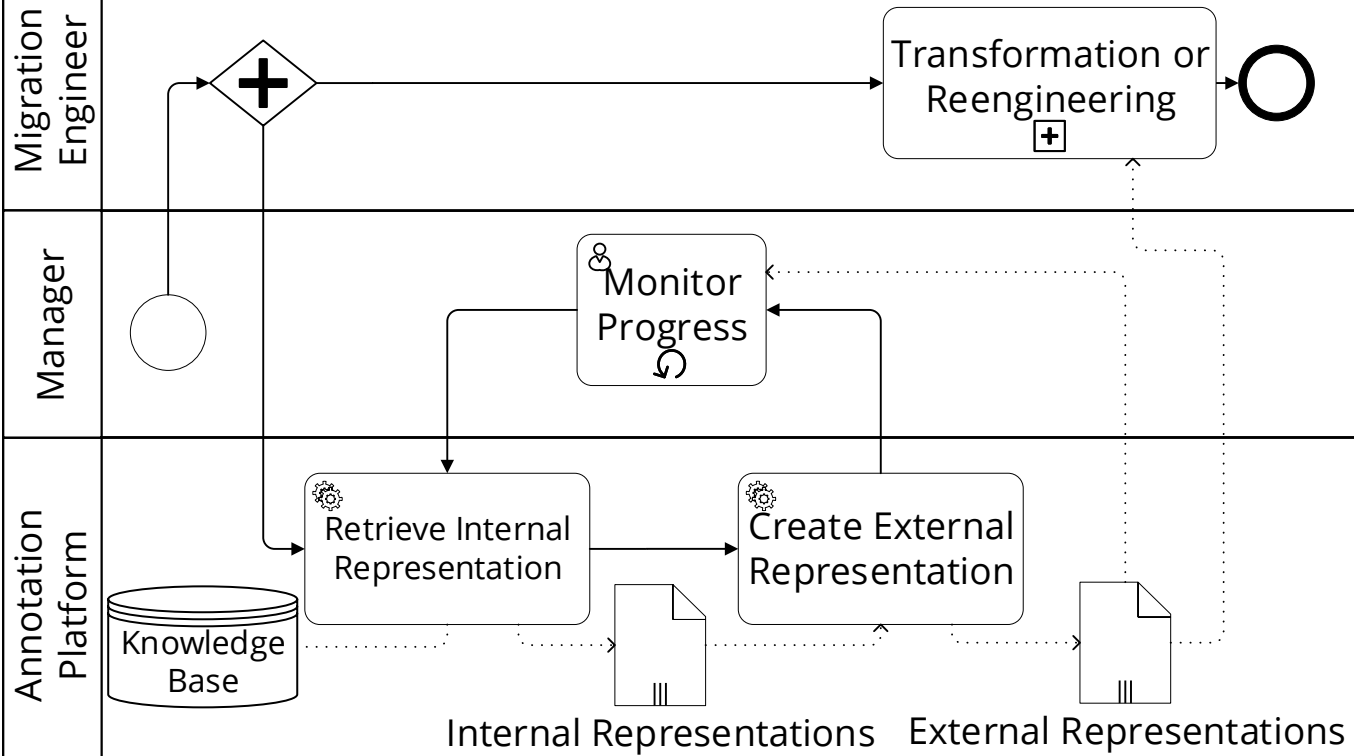 Migration
Engineer
Transformation or
Reengineering
Manager
Monitor
Progress
Annotation
Platform
Retrieve Internal
Representation
Create External
Representation
Knowledge
Base
Internal Representations
External Representations